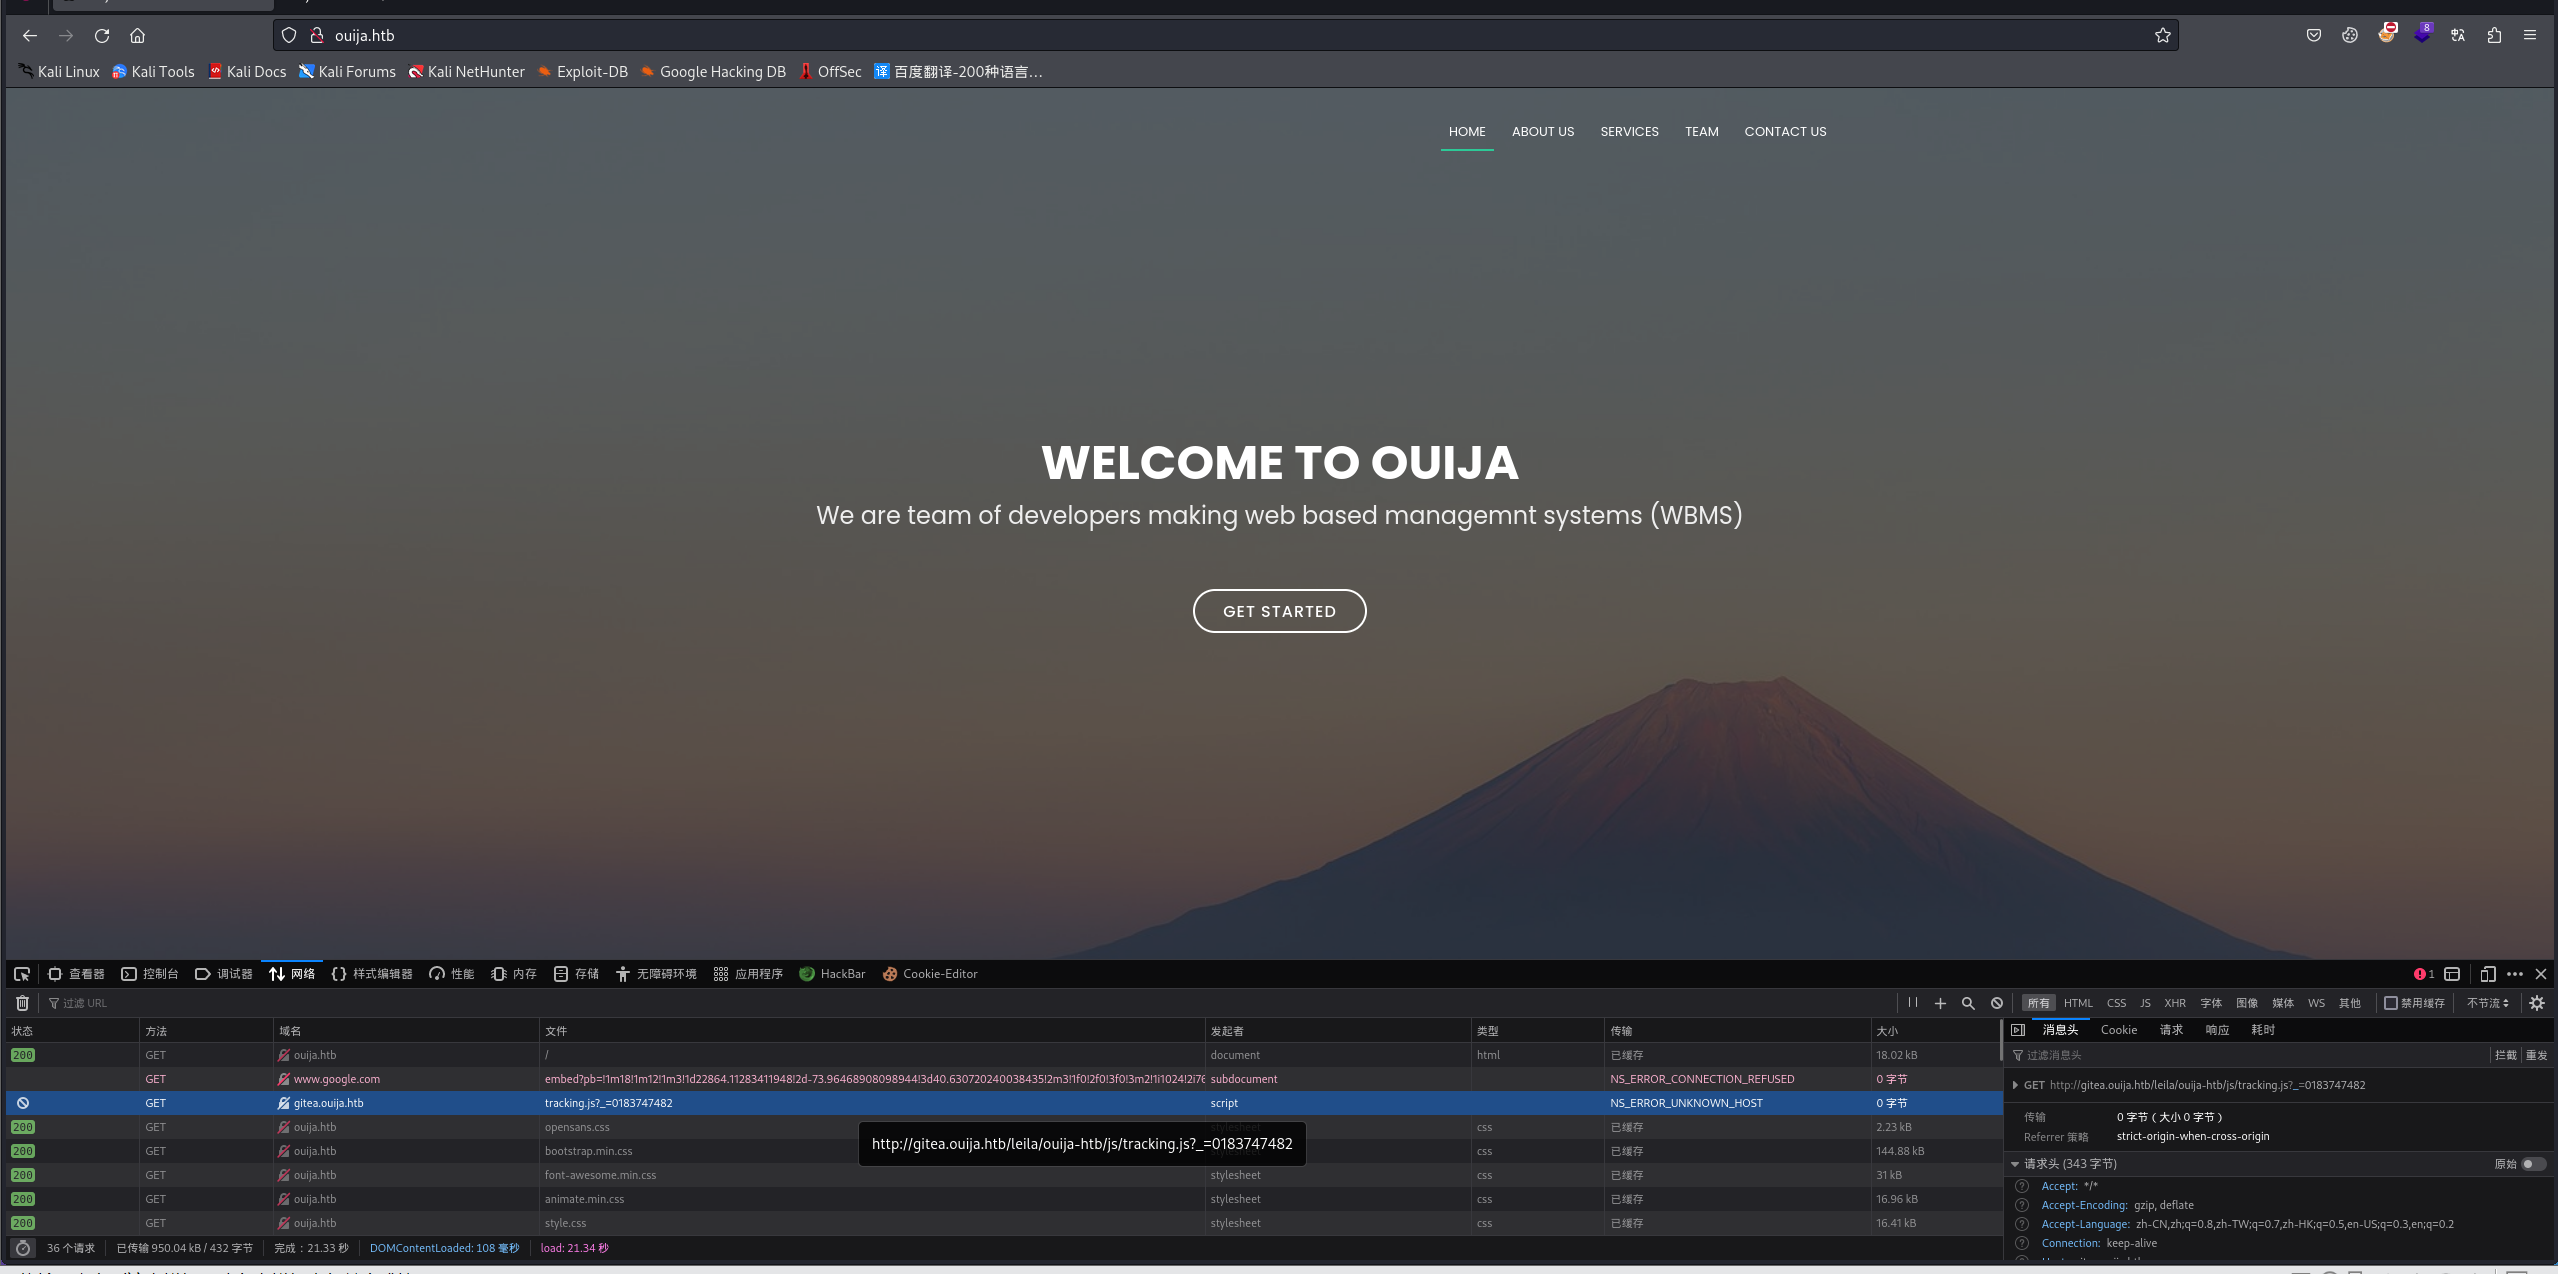 ouija.htb
Kali Linux Kali Tools Kali Docs Kali Forums Kali NetHunter Exploit-DB Google Hacking DB OffSec 百度翻译-200种语言...
8
HOME ABOUT US SERVICES TEAM CONTACT US
WELCOME TO OUIJA
We are team of developers making web based managemnt systems (WBMS)
GET STARTED
查看器 控制台 调试器 网络 样式编辑器 性能 内存 存储 无障碍环境 应用程序 HackBar Cookie-Editor 1
过滤 URL 所有 HTML CSS JS XHR 字体 图像 媒体 WS 其他 禁用缓存 不节流
状态 方法 域名 文件 发起者 类型 传输 大小
200 GET ouija.htb / document html 已缓存 18.02 kB
GET www.google.com embed?pb=!1m18!1m12!1m3!1d22864.11283411948!2d-73.96468908098944!3d40.630720240038435!2m3!1f0!2f0!3f0!3m2!1i1024!2i76 subdocument NS_ERROR_CONNECTION_REFUSED 0 字节
GET gitea.ouija.htb tracking.js?_=0183747482 script NS_ERROR_UNKNOWN_HOST 0 字节
200 GET ouija.htb opensans.css stylesheet css 已缓存 2.23 kB
http://gitea.ouija.htb/leila/ouija-htb/js/tracking.js?_=0183747482
200 GET ouija.htb bootstrap.min.css css 已缓存 144.88 kB
200 GET ouija.htb font-awesome.min.css stylesheet css 已缓存 31 kB
200 GET ouija.htb animate.min.css stylesheet css 已缓存 16.96 kB
200 GET ouija.htb style.css stylesheet css 已缓存 16.41 kB
36 个请求 已传输 950.04 kB / 432 字节 完成：21.33 秒 DOMContentLoaded: 108 毫秒 load: 21.34 秒
消息头 Cookie 请求 响应 耗时
过滤消息头 拦截 重发
GET http://gitea.ouija.htb/leila/ouija-htb/js/tracking.js?_=0183747482
传输 0 字节（大小 0 字节）
Referrer 策略 strict-origin-when-cross-origin
请求头 (343 字节) 原始
Accept: */*
Accept-Encoding: gzip, deflate
Accept-Language: zh-CN,zh;q=0.8,zh-TW;q=0.7,zh-HK;q=0.5,en-US;q=0.3,en;q=0.2
Connection: keep-alive